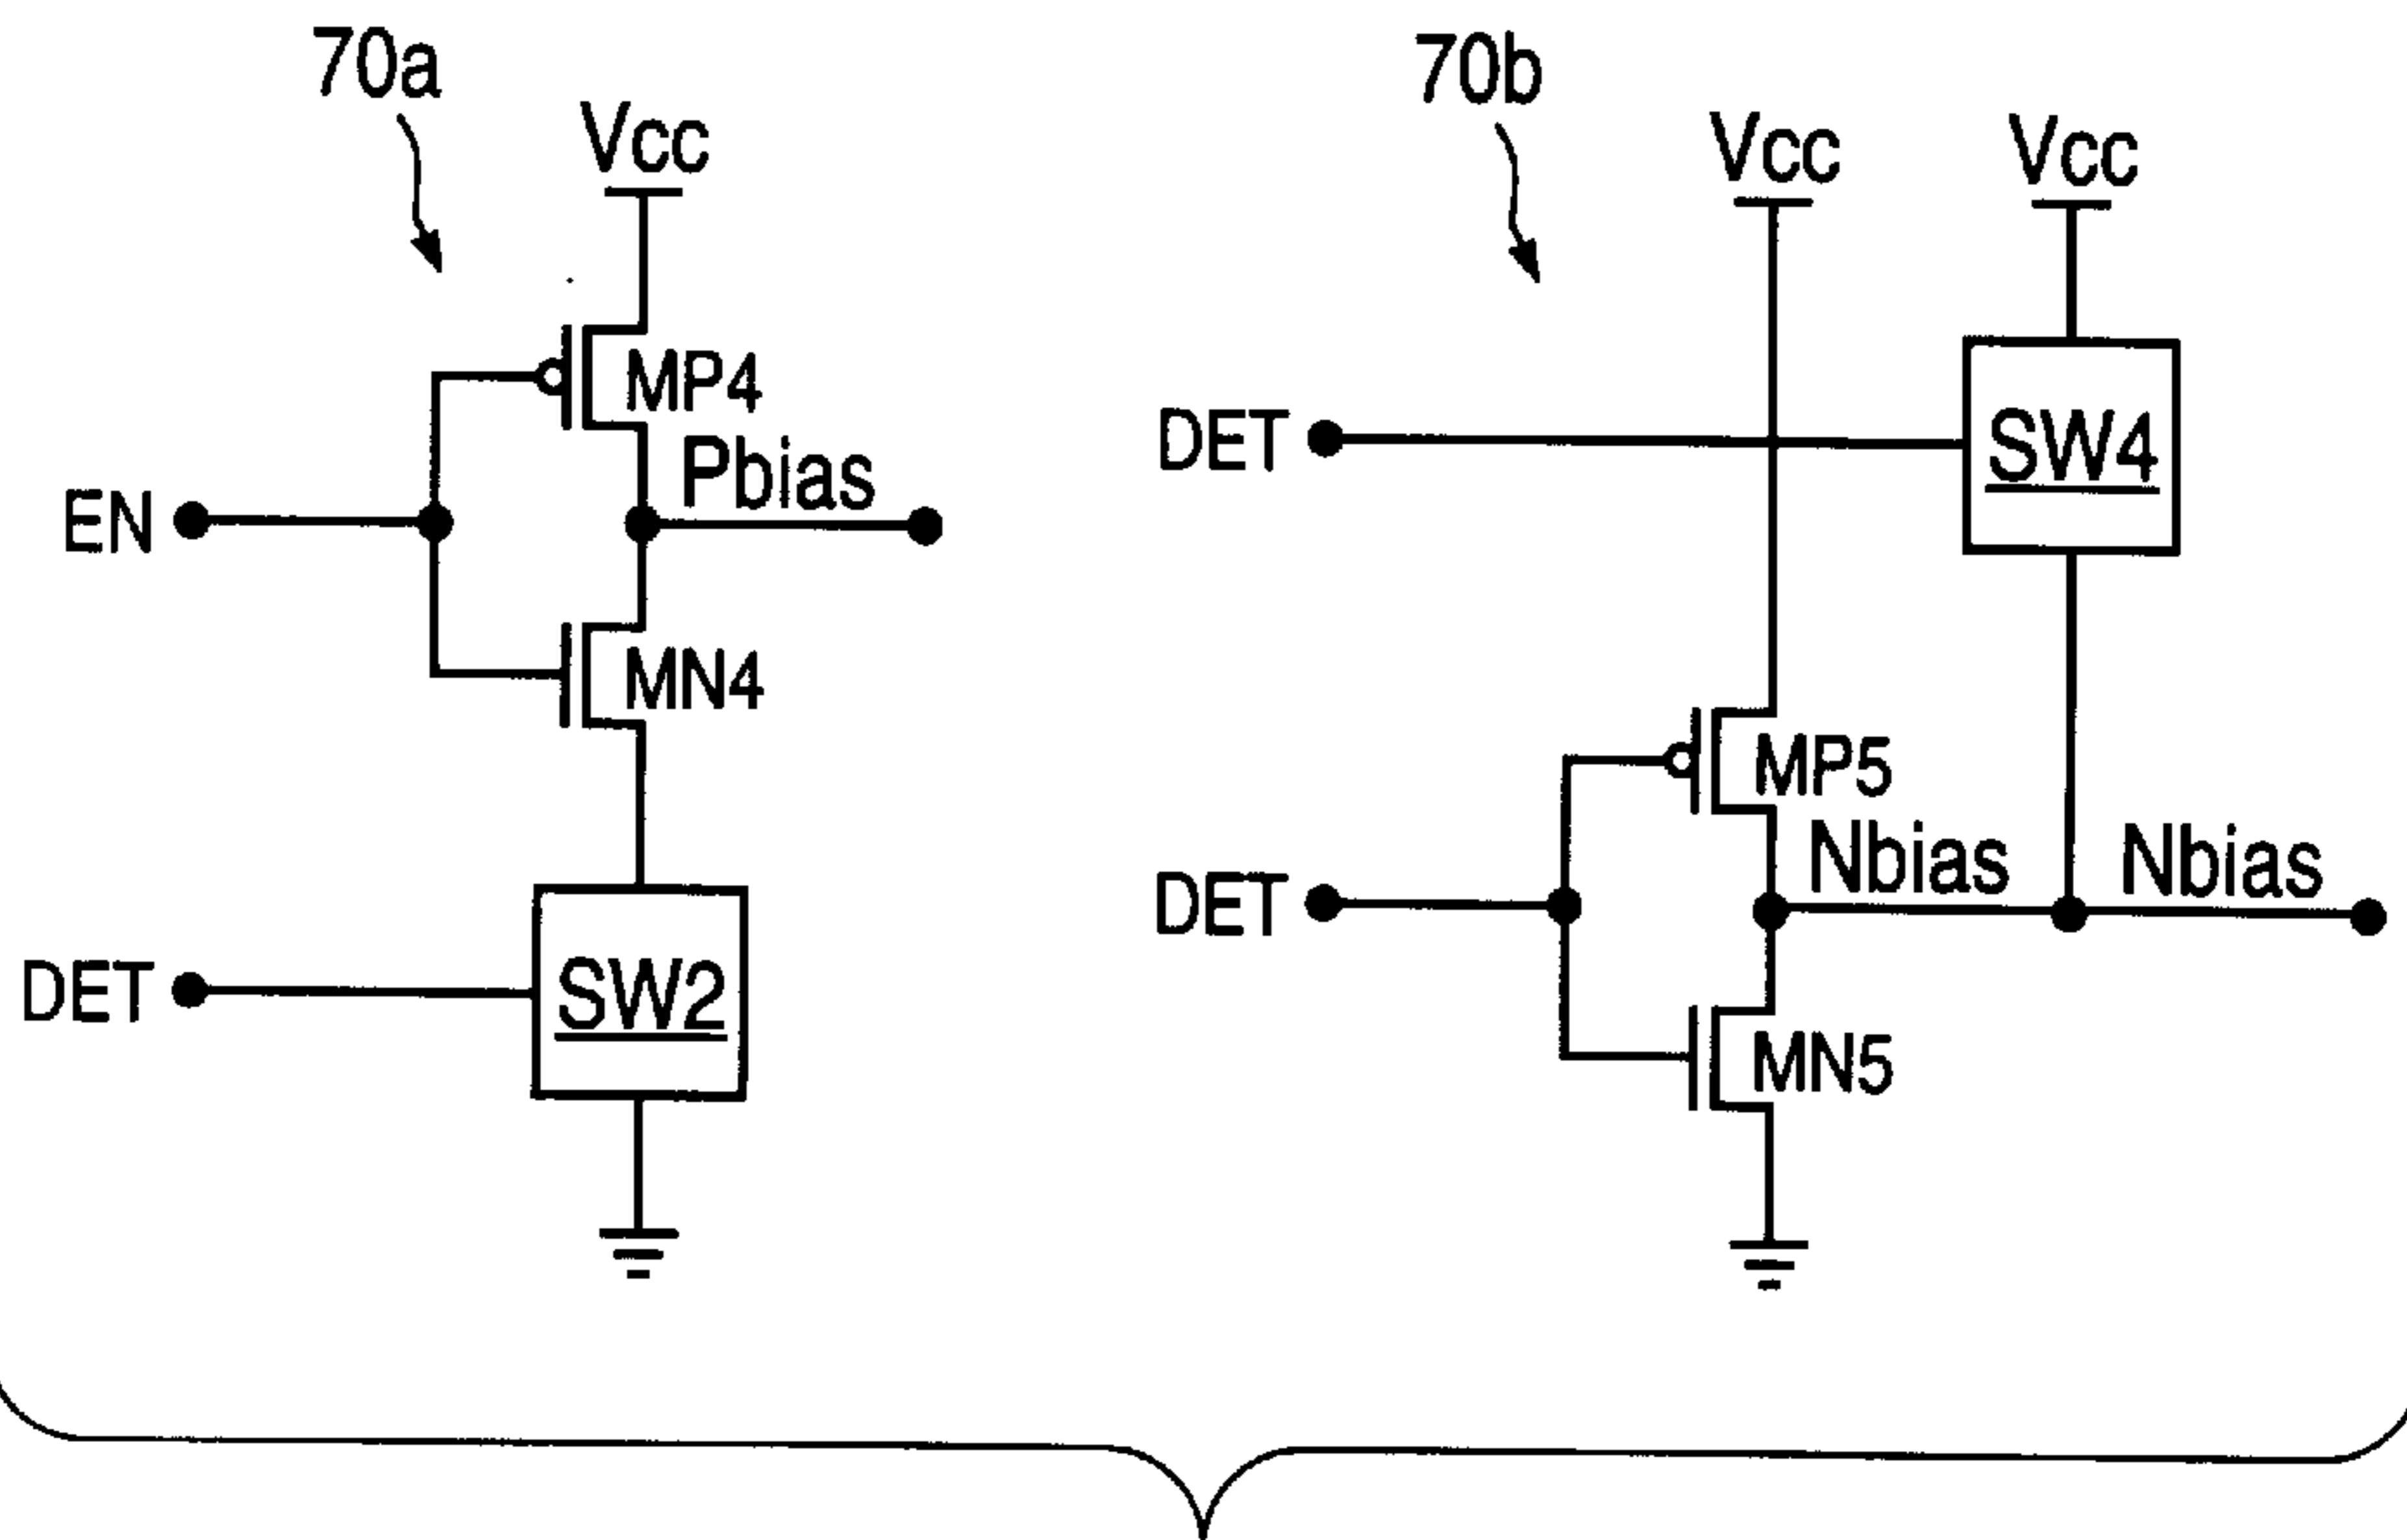 70a
Vcc
MP4
Pbias
EN
MN4
DET
SW2
70b
Vcc
Vcc
DET
SW4
MP5
Nbias
Nbias
DET
MN5